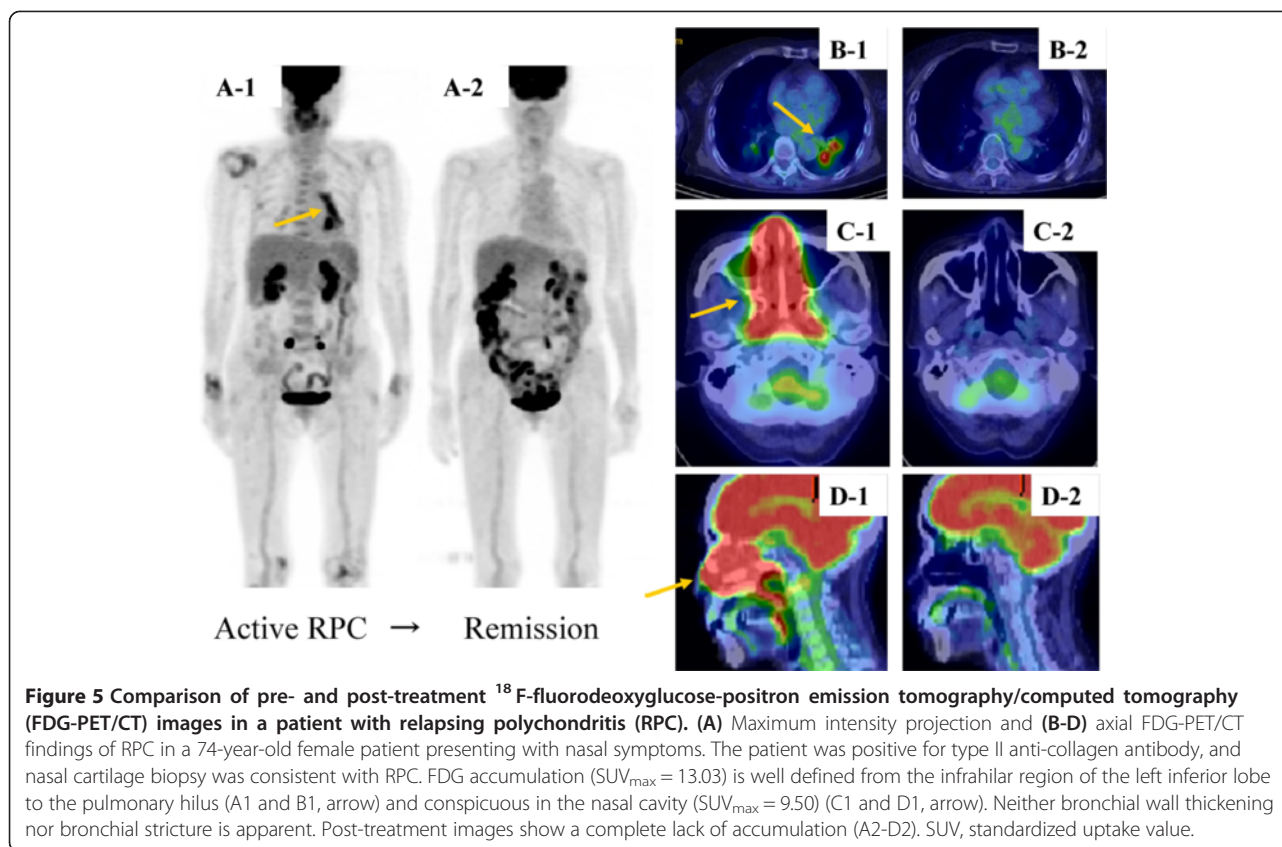 A-1
A-2
B-1
B-2
C-1
C-2
D-1
D-2
Active RPC → Remission
Figure 5 Comparison of pre- and post-treatment ¹⁸ F-fluorodeoxyglucose-positron emission tomography/computed tomography
(FDG-PET/CT) images in a patient with relapsing polychondritis (RPC). (A) Maximum intensity projection and (B-D) axial FDG-PET/CT
findings of RPC in a 74-year-old female patient presenting with nasal symptoms. The patient was positive for type II anti-collagen antibody, and
nasal cartilage biopsy was consistent with RPC. FDG accumulation (SUVmax = 13.03) is well defined from the infrahilar region of the left inferior lobe
to the pulmonary hilus (A1 and B1, arrow) and conspicuous in the nasal cavity (SUVmax = 9.50) (C1 and D1, arrow). Neither bronchial wall thickening
nor bronchial stricture is apparent. Post-treatment images show a complete lack of accumulation (A2-D2). SUV, standardized uptake value.